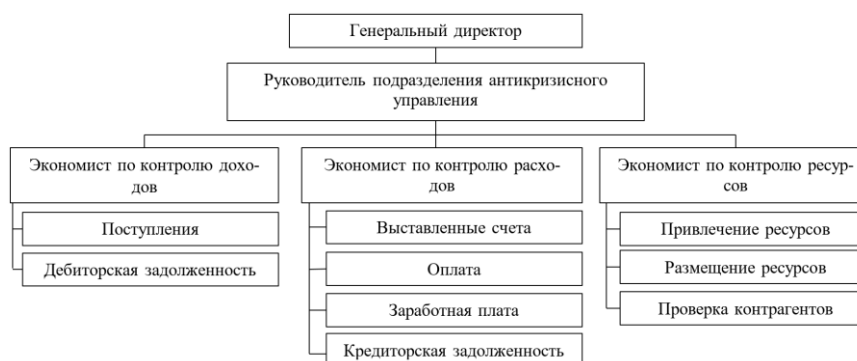 Генеральный директор
Руководитель подразделения антикризисного
управления
Экономист по контролю дохо-
дов
Поступления
Дебиторская задолженность
Экономист по контролю расхо-
дов
Выставленные счета
Оплата
Заработная плата
Кредиторская задолженность
Экономист по контролю ресур-
сов
Привлечение ресурсов
Размещение ресурсов
Проверка контрагентов